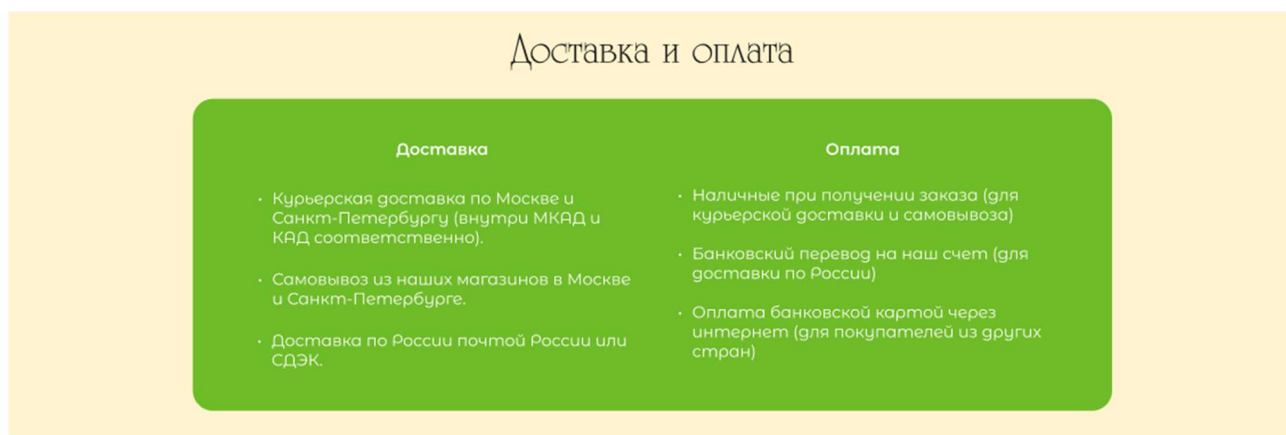 Доставка и оплата
Доставка
· Курьерская доставка по Москве и
Санкт-Петербургу (внутри МКАД и
КАД соответственно).
· Самовывоз из наших магазинов в Москве
и Санкт-Петербурге.
· Доставка по России почтой России или
СДЭК.
Оплата
· Наличные при получении заказа (для
курьерской доставки и самовывоза)
· Банковский перевод на наш счет (для
доставки по России)
· Оплата банковской картой через
интернет (для покупателей из других
стран)